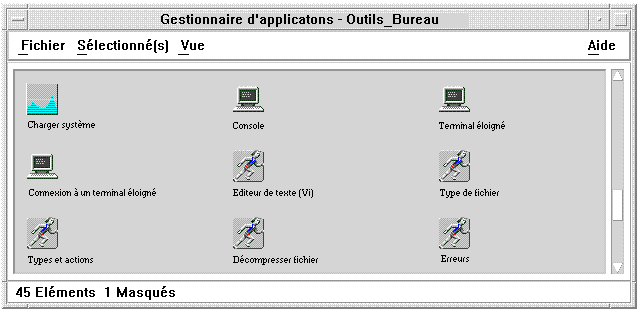 Gestionnaire d'applicatons - Outils_Bureau
Fichier Sélectionné(s) Vue Aide
Charger système Console Terminal éloigné
Connexion à un terminal éloigné Editeur de texte (Vi) Type de fichier
Types et actions Décompresser fichier Erreurs
45 Eléments 1 Masqués